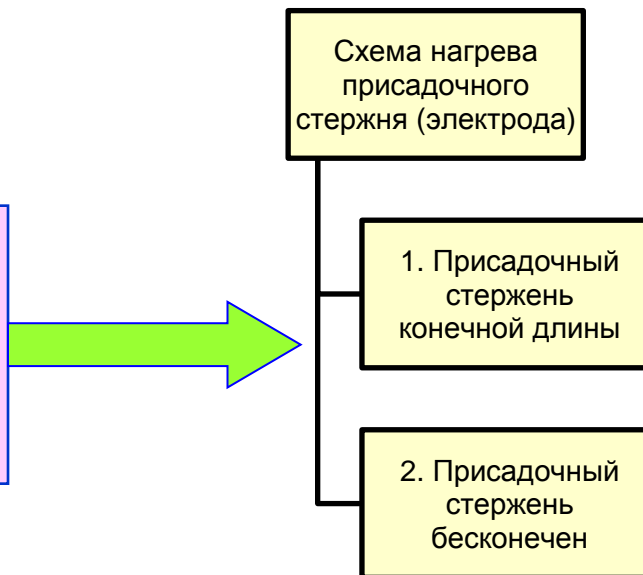 Схема нагрева
присадочного
стержня (электрода)
1. Присадочный
стержень
конечной длины
2. Присадочный
стержень
бесконечен